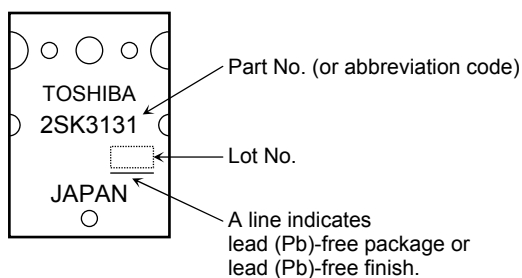 TOSHIBA
2SK3131
JAPAN
Part No. (or abbreviation code)
Lot No.
A line indicates
lead (Pb)-free package or
lead (Pb)-free finish.